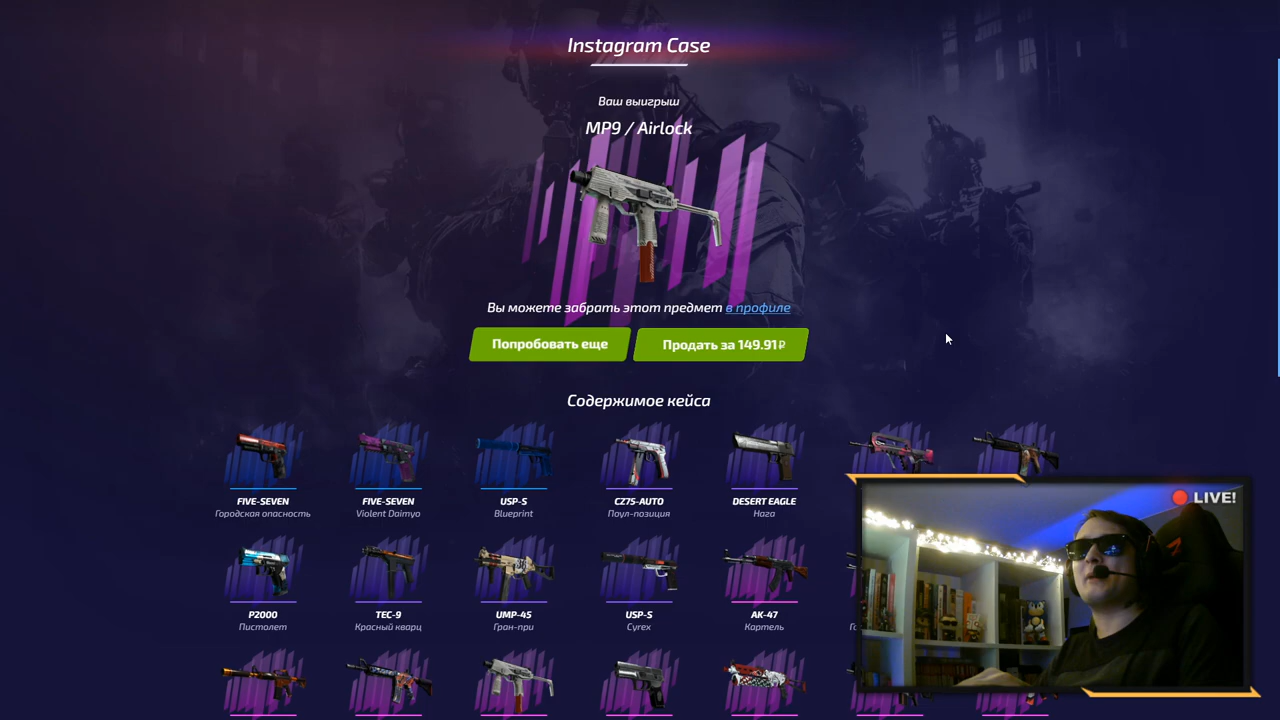 Instagram Case
Ваш выигрыш
MP9 / Airlock
Вы можете забрать этот предмет в профиле
Попробовать еще
Продать за 149.91₽
Содержимое кейса
FIVE-SEVEN
Городская опасность
FIVE-SEVEN
Violent Daimyo
USP-S
Blueprint
CZ75-AUTO
Поул-позиция
DESERT EAGLE
Нага
LIVE!
P2000
Пистолет
TEC-9
Красный кварц
UMP-45
Гран-при
USP-S
Cyrex
AK-47
Картель